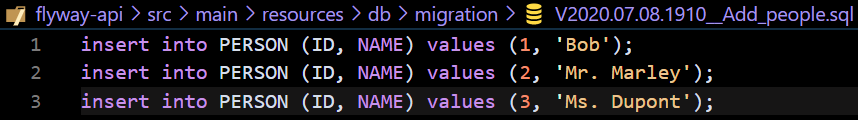 flyway-api > src > main > resources > db > migration > V2020.07.08.1910__Add_people.sql
1 insert into PERSON (ID, NAME) values (1, 'Bob');
2 insert into PERSON (ID, NAME) values (2, 'Mr. Marley');
3 insert into PERSON (ID, NAME) values (3, 'Ms. Dupont');